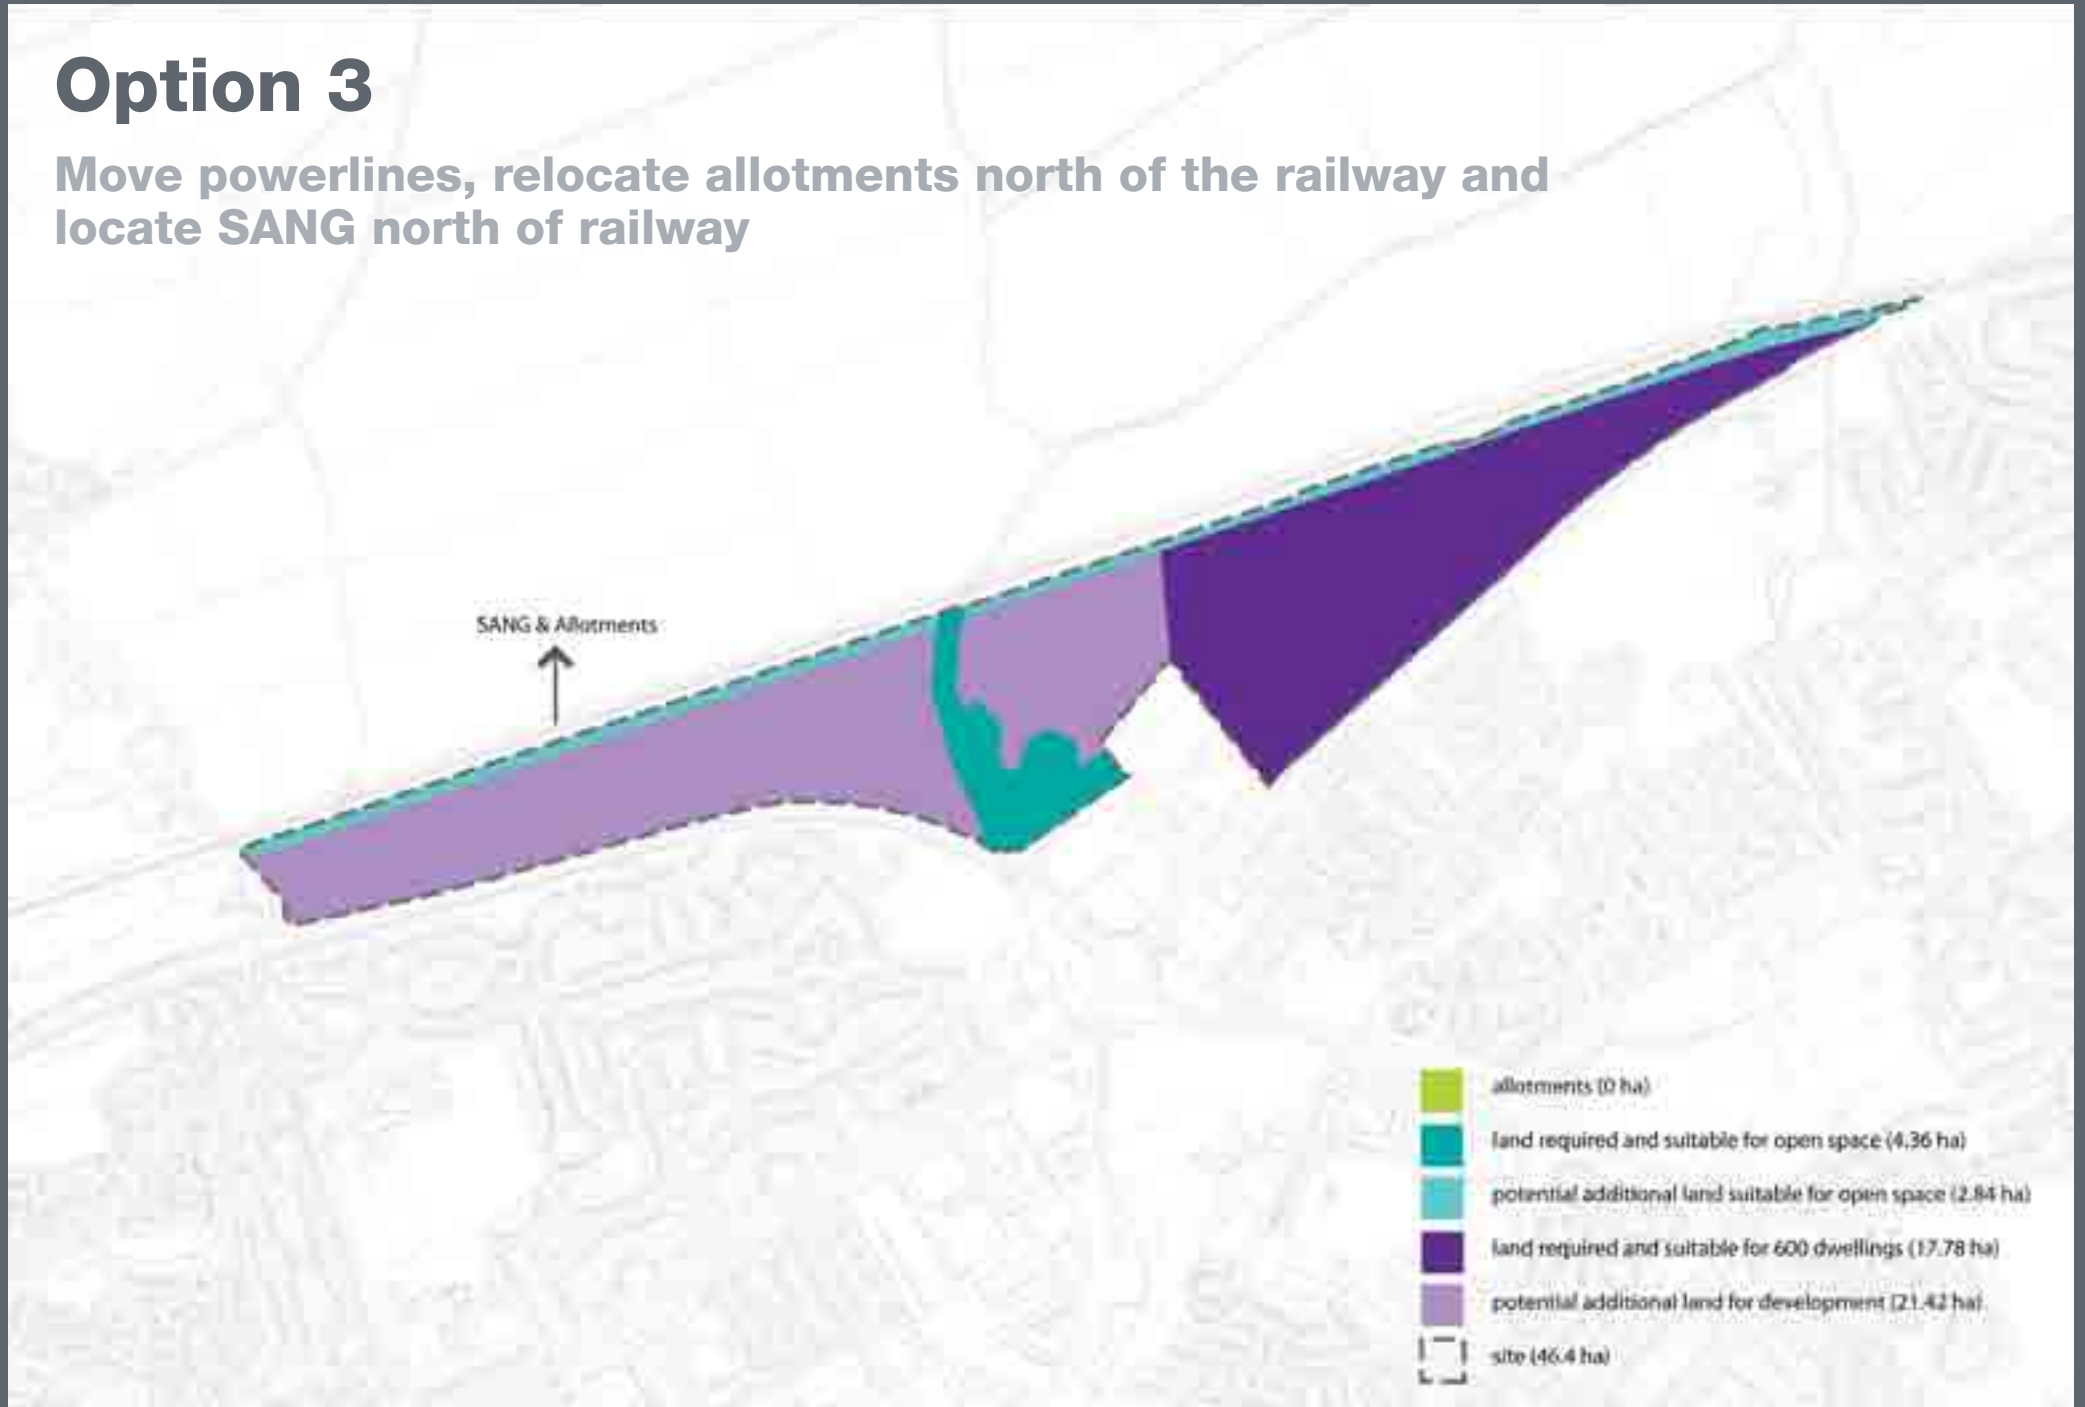 Option 3
Move powerlines, relocate allotments north of the railway and
locate SANG north of railway
SANG & Allotments
allotments (0 ha)
land required and suitable for open space (4.36 ha)
potential additional land suitable for open space (2.84 ha)
land required and suitable for 600 dwellings (17.78 ha)
potential additional land for development (21.42 ha)
site (46.4 ha)